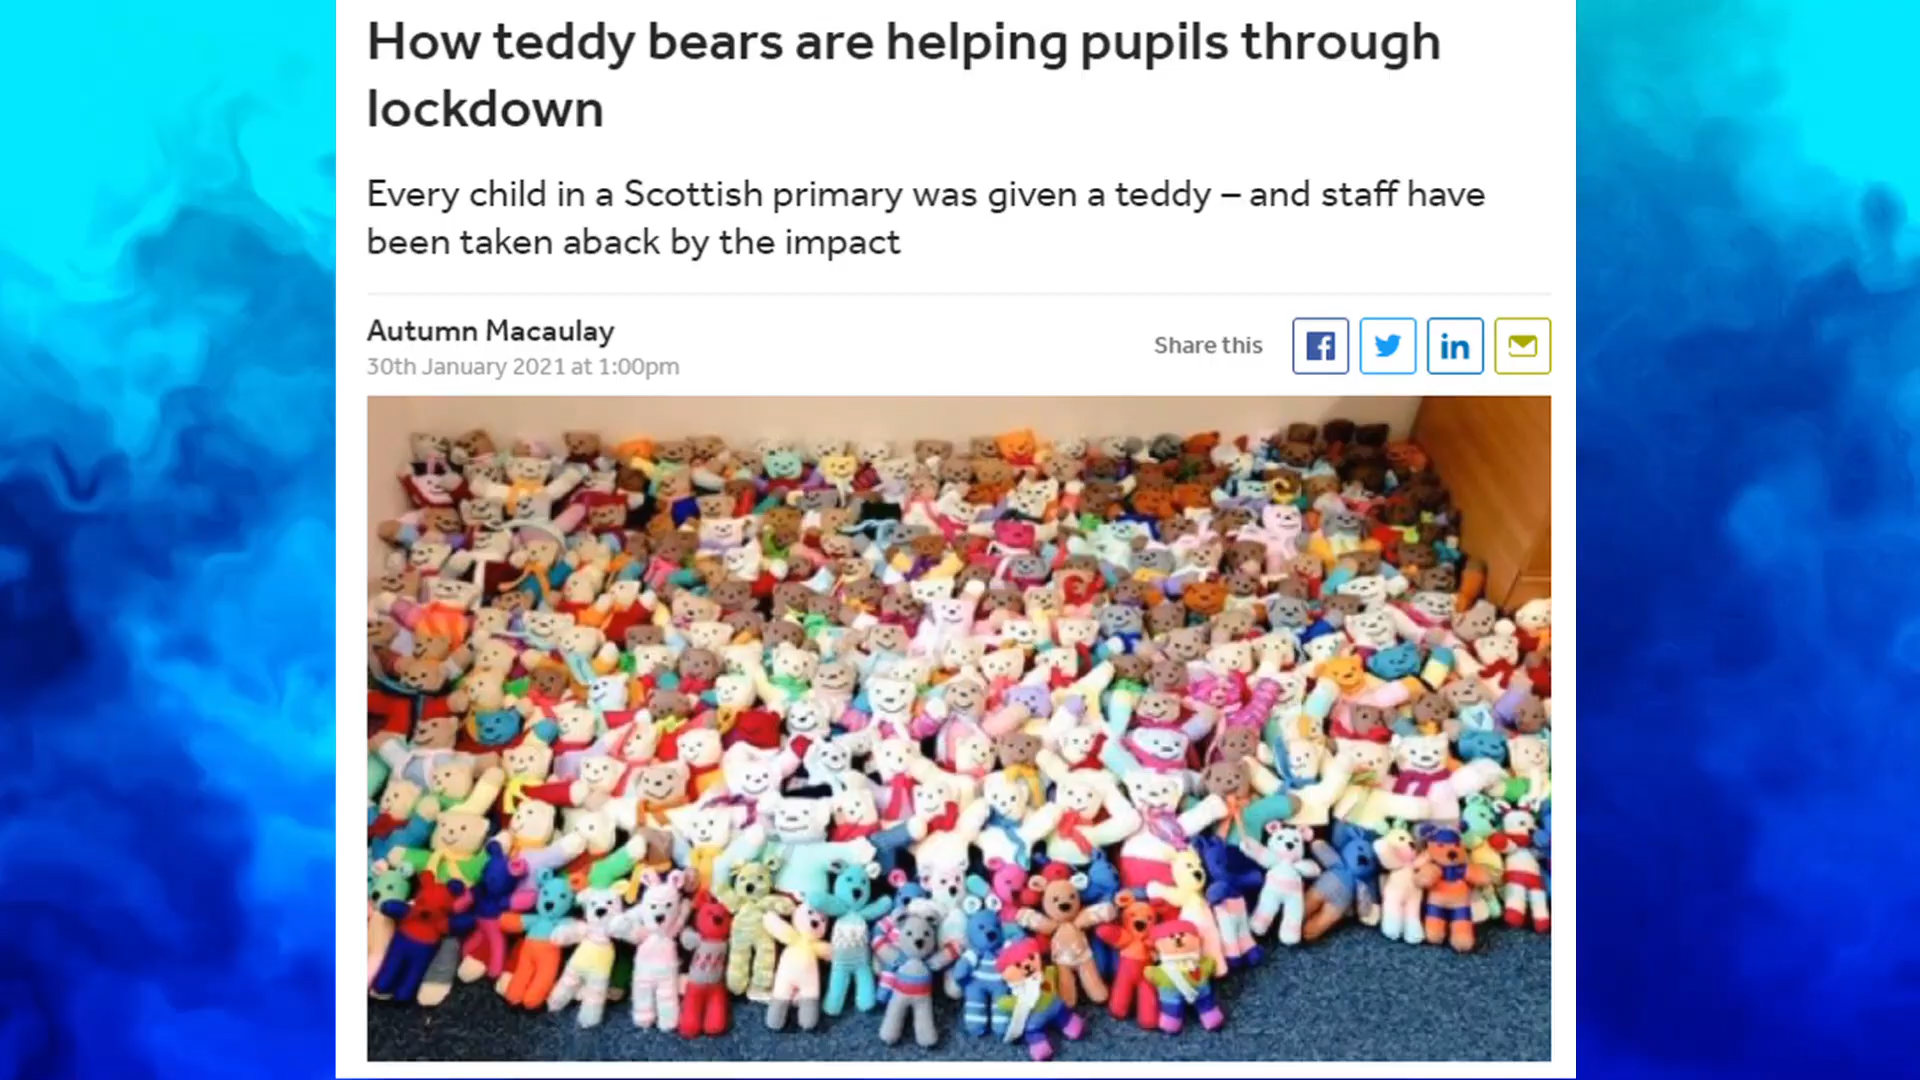 How teddy bears are helping pupils through
lockdown
Every child in a Scottish primary was given a teddy – and staff have
been taken aback by the impact
Autumn Macaulay
30th January 2021 at 1:00pm
Share this